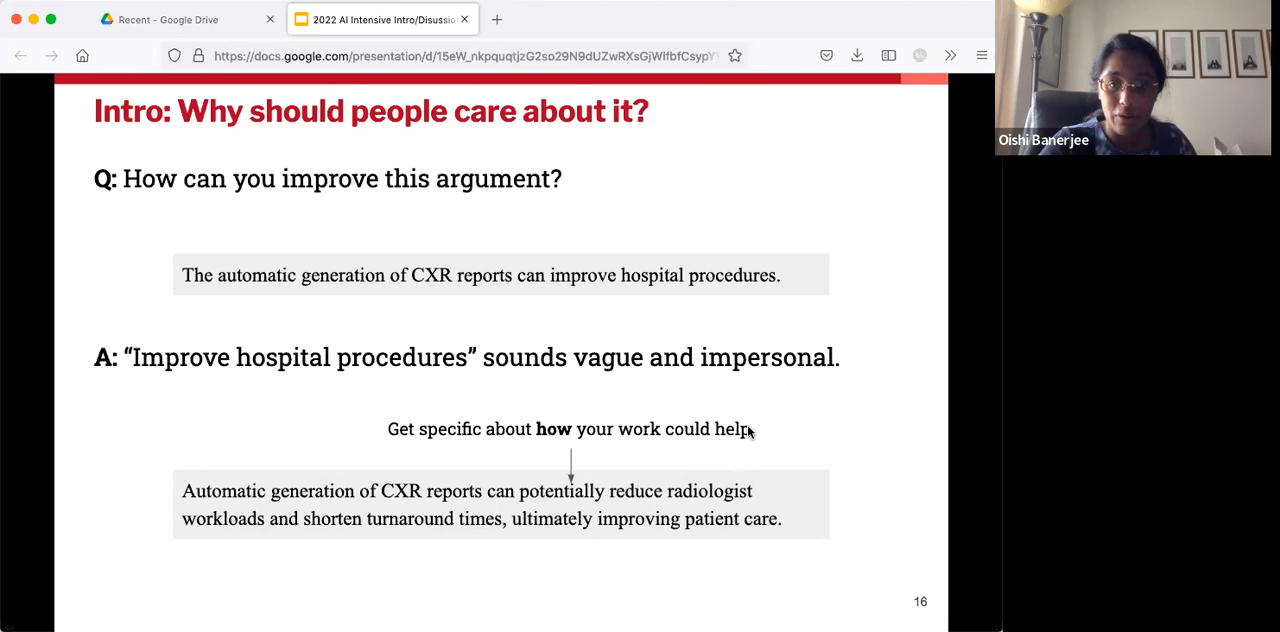 Recent - Google Drive
2022 AI Intensive Intro/Disussio
https://docs.google.com/presentation/d/15eW_nkpquqtjzG2so29N9dUZwRXsGjWlfbfCsypY
Intro: Why should people care about it?
Q: How can you improve this argument?
The automatic generation of CXR reports can improve hospital procedures.
A: “Improve hospital procedures” sounds vague and impersonal.
Get specific about how your work could help
Automatic generation of CXR reports can potentially reduce radiologist
workloads and shorten turnaround times, ultimately improving patient care.
16
Oishi Banerjee